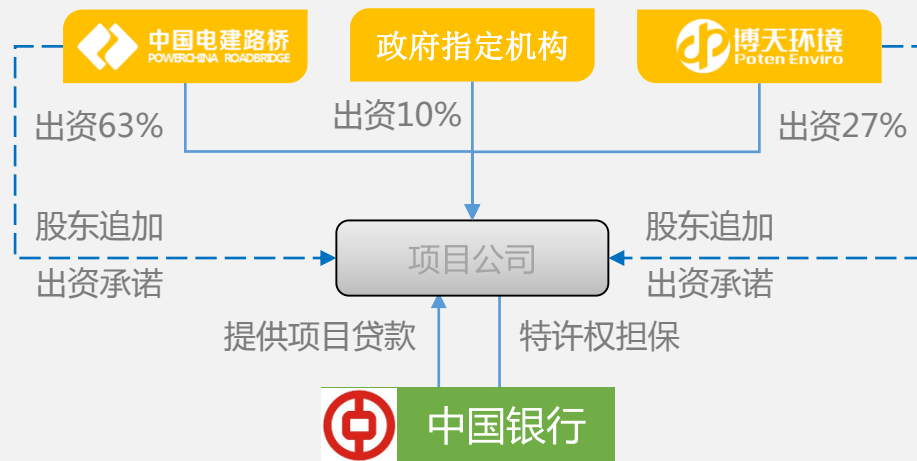 中国电建路桥
POWERCHINA ROADBRIDGE
政府指定机构
博天环境
Poten Enviro
出资63%
出资10%
出资27%
股东追加
出资承诺
项目公司
股东追加
出资承诺
提供项目贷款
特许权担保
中国银行